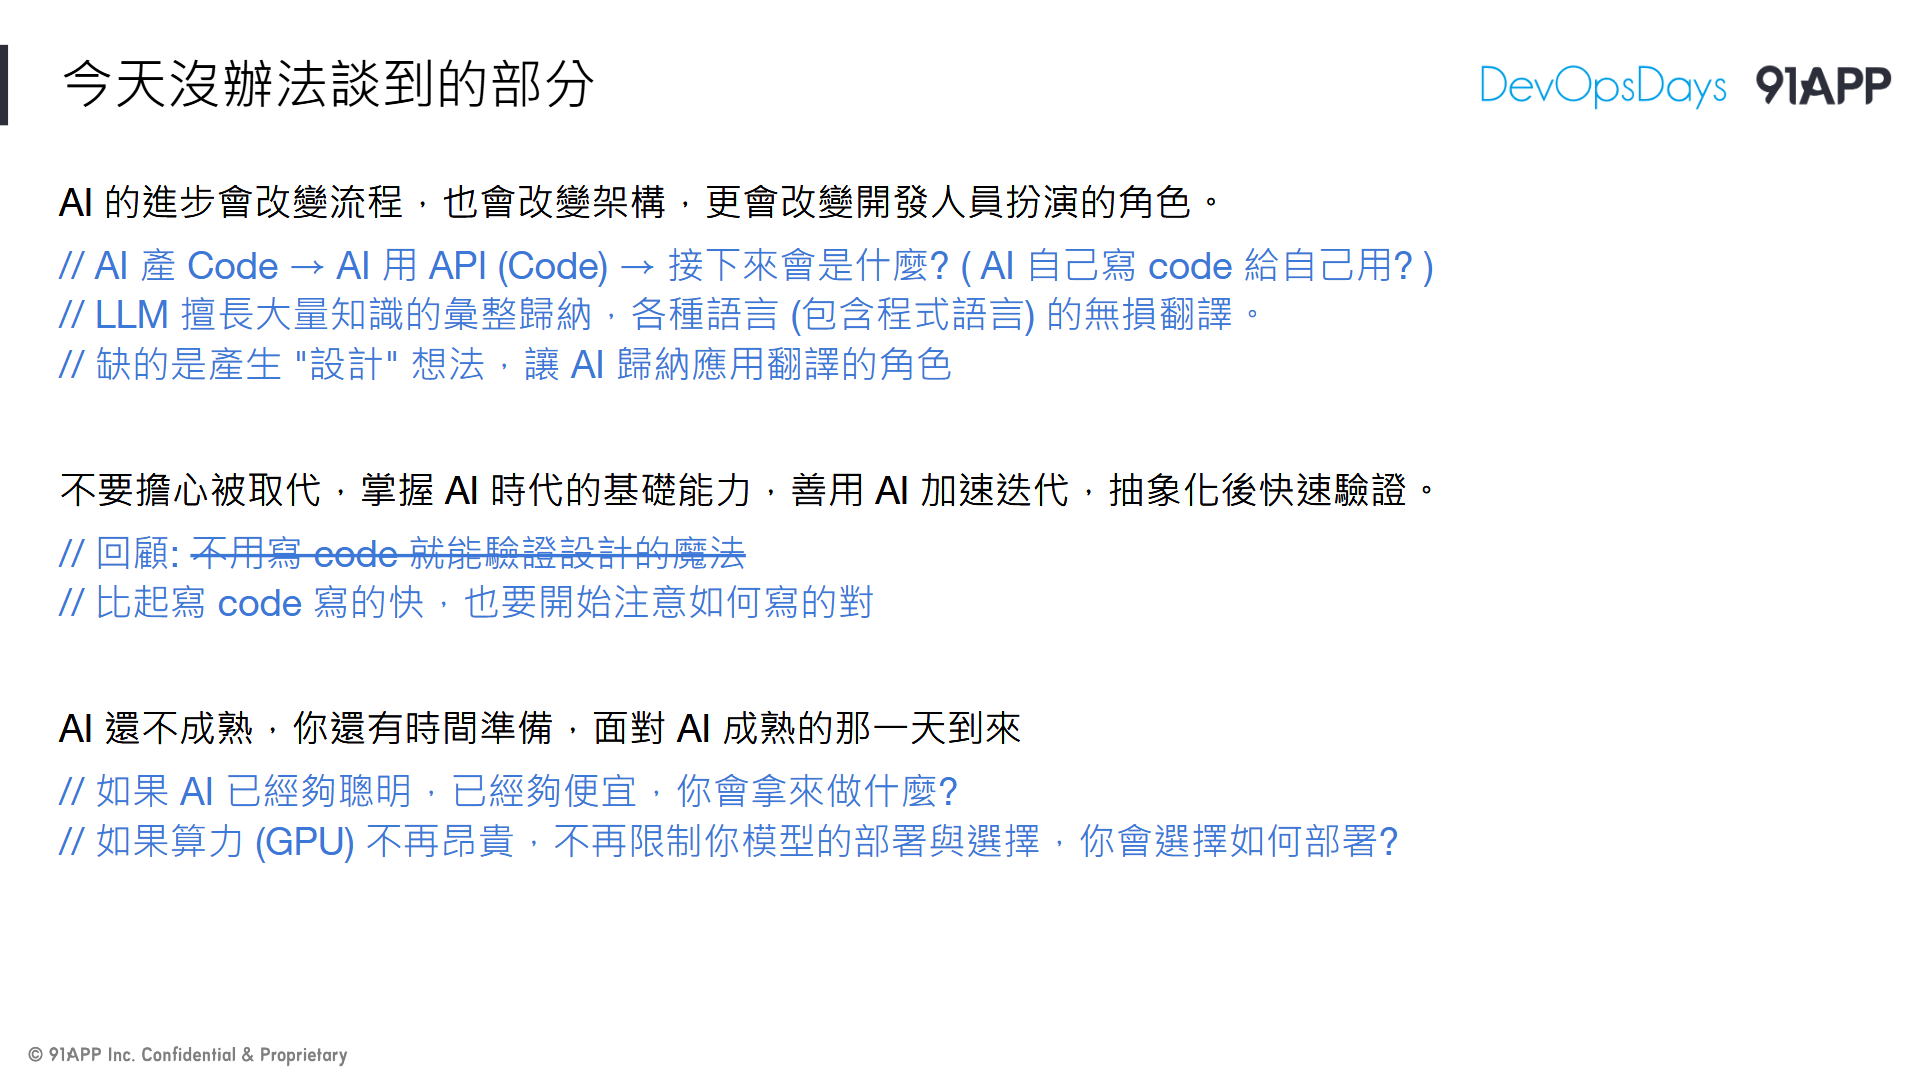 今天沒辦法談到的部分
DevOpsDays 91APP
AI 的進步會改變流程，也會改變架構，更會改變開發人員扮演的角色。
// AI 產 Code → AI 用 API (Code) → 接下來會是什麼? ( AI 自己寫 code 給自己用? )
// LLM 擅長大量知識的彙整歸納，各種語言 (包含程式語言) 的無損翻譯。
// 缺的是產生 "設計" 想法，讓 AI 歸納應用翻譯的角色
不要擔心被取代，掌握 AI 時代的基礎能力，善用 AI 加速迭代，抽象化後快速驗證。
// 回顧: 不用寫 code 就能驗證設計的魔法
// 比起寫 code 寫的快，也要開始注意如何寫的對
AI 還不成熟，你還有時間準備，面對 AI 成熟的那一天到來
// 如果 AI 已經夠聰明，已經夠便宜，你會拿來做什麼?
// 如果算力 (GPU) 不再昂貴，不再限制你模型的部署與選擇，你會選擇如何部署?
© 91APP Inc. Confidential & Proprietary